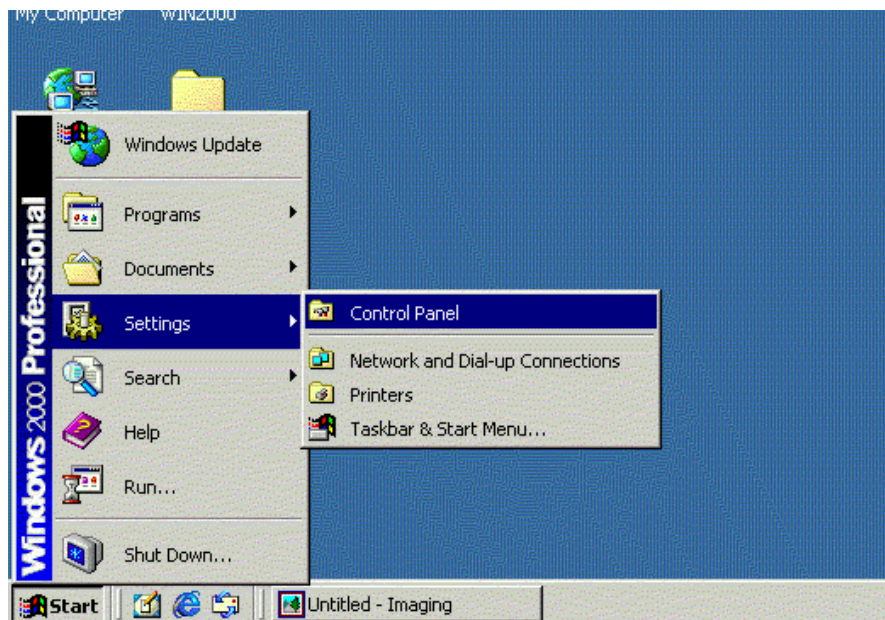 My Computer
WIN2000
Windows 2000 Professional
Windows Update
Programs
Documents
Settings
Search
Help
Run...
Shut Down...
Control Panel
Network and Dial-up Connections
Printers
Taskbar & Start Menu...
Start
Untitled - Imaging